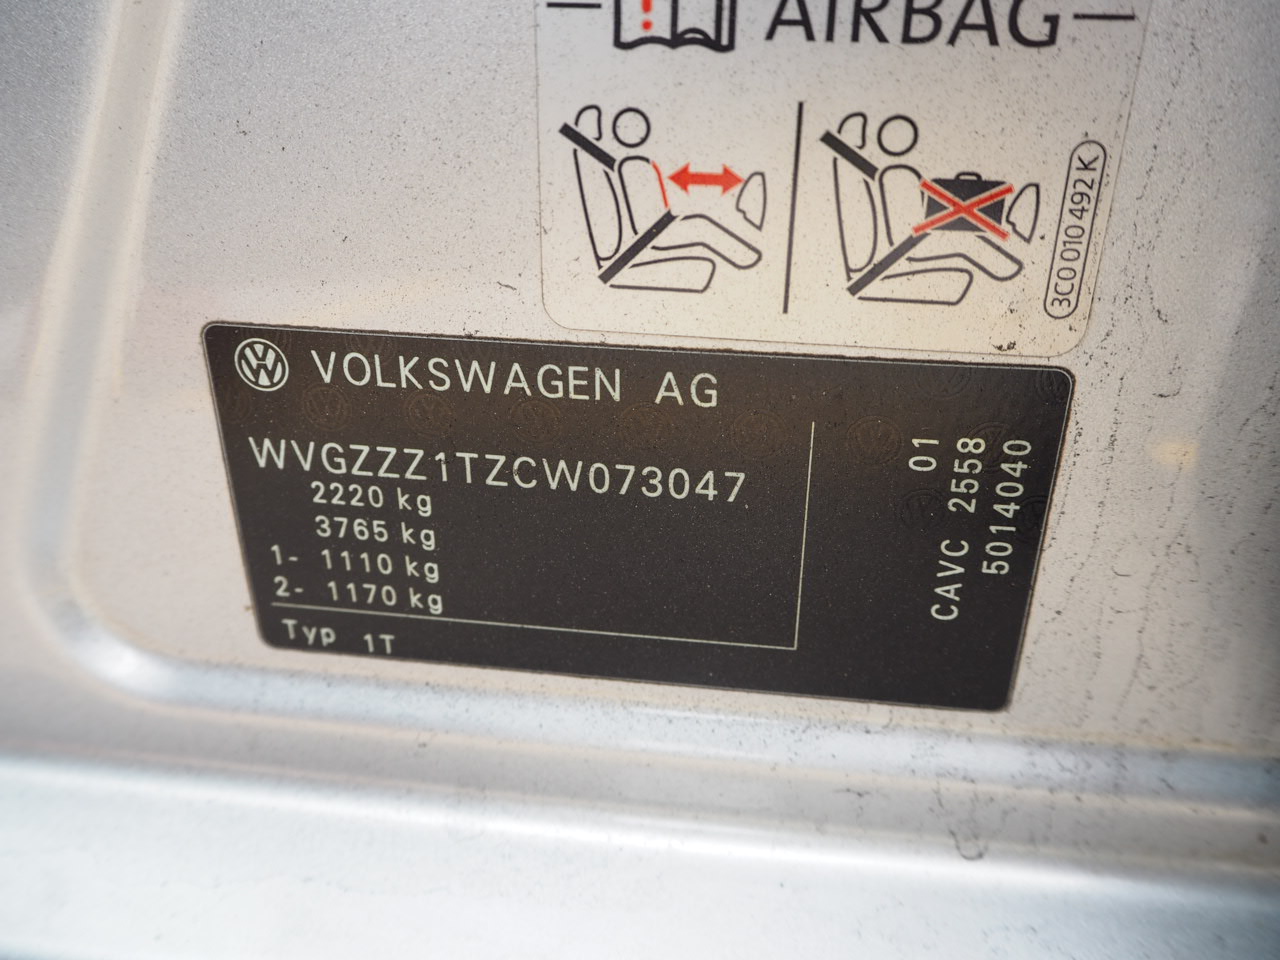 AIRBAG
3C0 010 492 K
VOLKSWAGEN AG
WVGZZZ1TZCW073047
2220 kg
3765 kg
1- 1110 kg
2- 1170 kg
Typ 1T
01
CAVC 2558
5014040